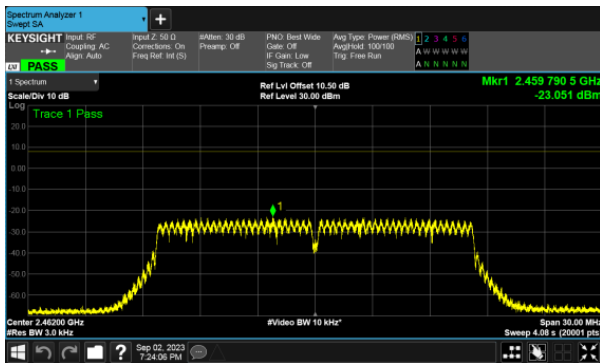 Spectrum Analyzer 1
Swept SA
+
KEYSIGHT Input: RF Input Z: 50 Ω #Atten: 30 dB PNO: Best Wide Avg Type: Power (RMS) 1 2 3 4 5 6
Coupling: AC Corrections: On Preamp: Off Gate: Off Avg|Hold: 100/100 A W W W W W
Align: Auto Freq Ref: Int (S) IF Gain: Low Trig: Free Run
LXI PASS Sig Track: Off A N N N N N
1 Spectrum Ref Lvl Offset 10.50 dB Mkr1 2.459 790 5 GHz
Scale/Div 10 dB Ref Level 30.00 dBm -23.051 dBm
Log
Trace 1 Pass
20.0
10.0
0.00
-10.0
1
-20.0
-30.0
-40.0
-50.0
-60.0
Center 2.46200 GHz #Video BW 10 kHz* Span 30.00 MHz
#Res BW 3.0 kHz Sweep 4.08 s (20001 pts)
? Sep 02, 2023
7:24:06 PM